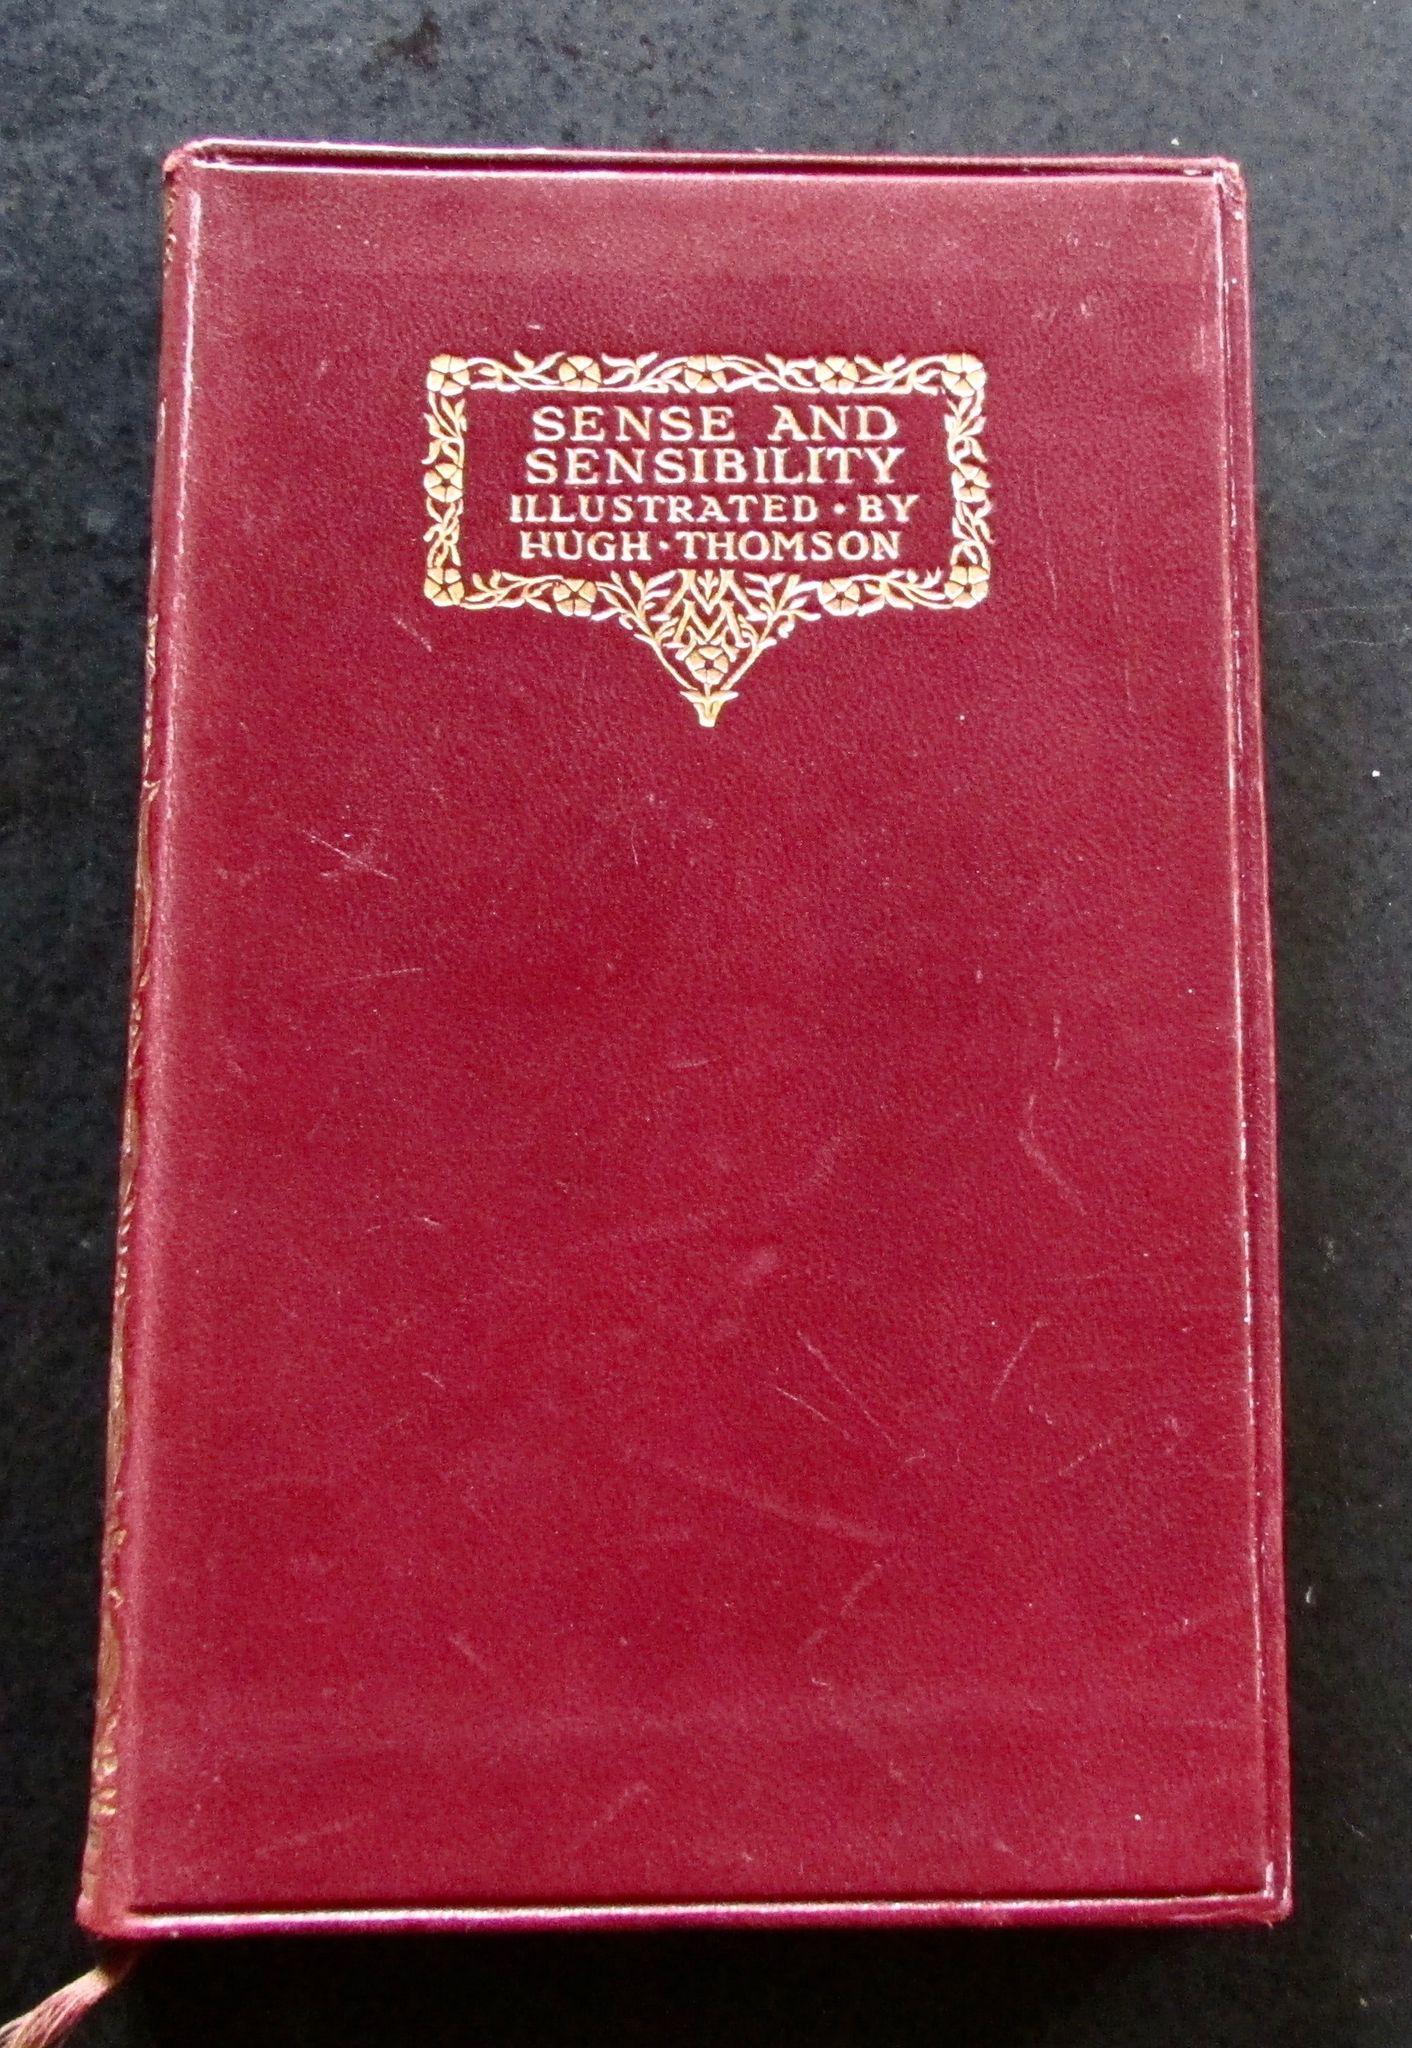 SENSE AND
SENSIBILITY
ILLUSTRATED · BY
HUGH · THOMSON